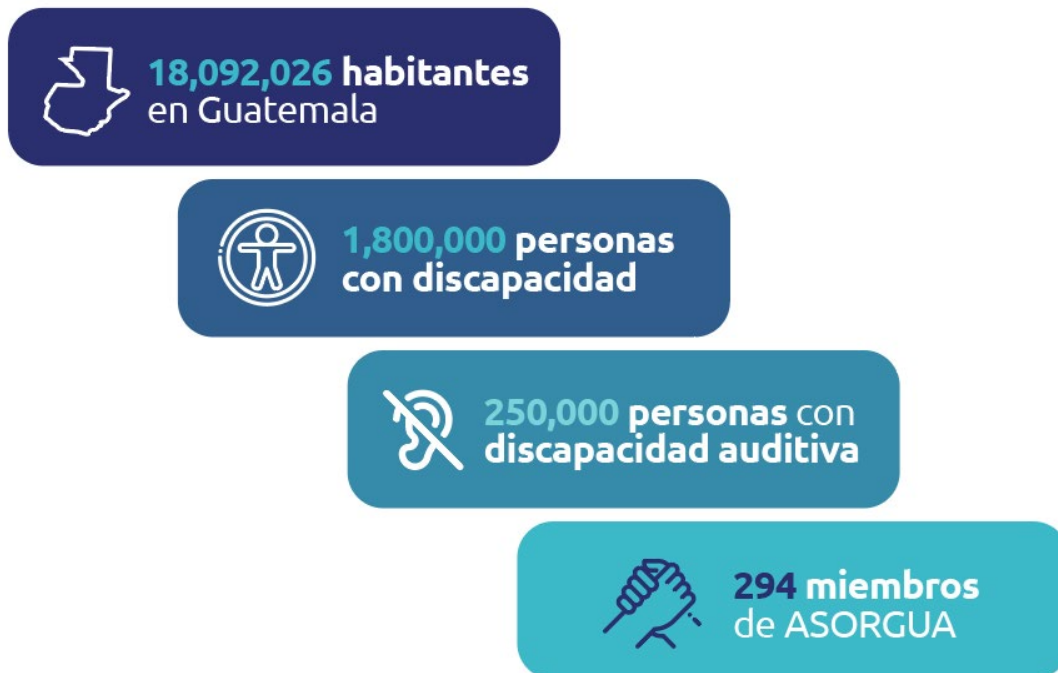 18,092,026 habitantes
en Guatemala
1,800,000 personas
con discapacidad
250,000 personas con
discapacidad auditiva
294 miembros
de ASORGUA